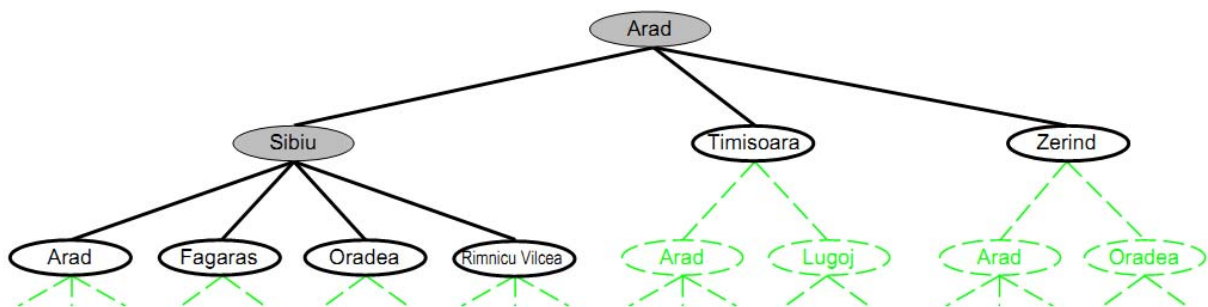 Arad
Sibiu
Timisoara
Zerind
Arad
Fagaras
Oradea
Rimnicu Vilcea
Arad
Lugoj
Arad
Oradea